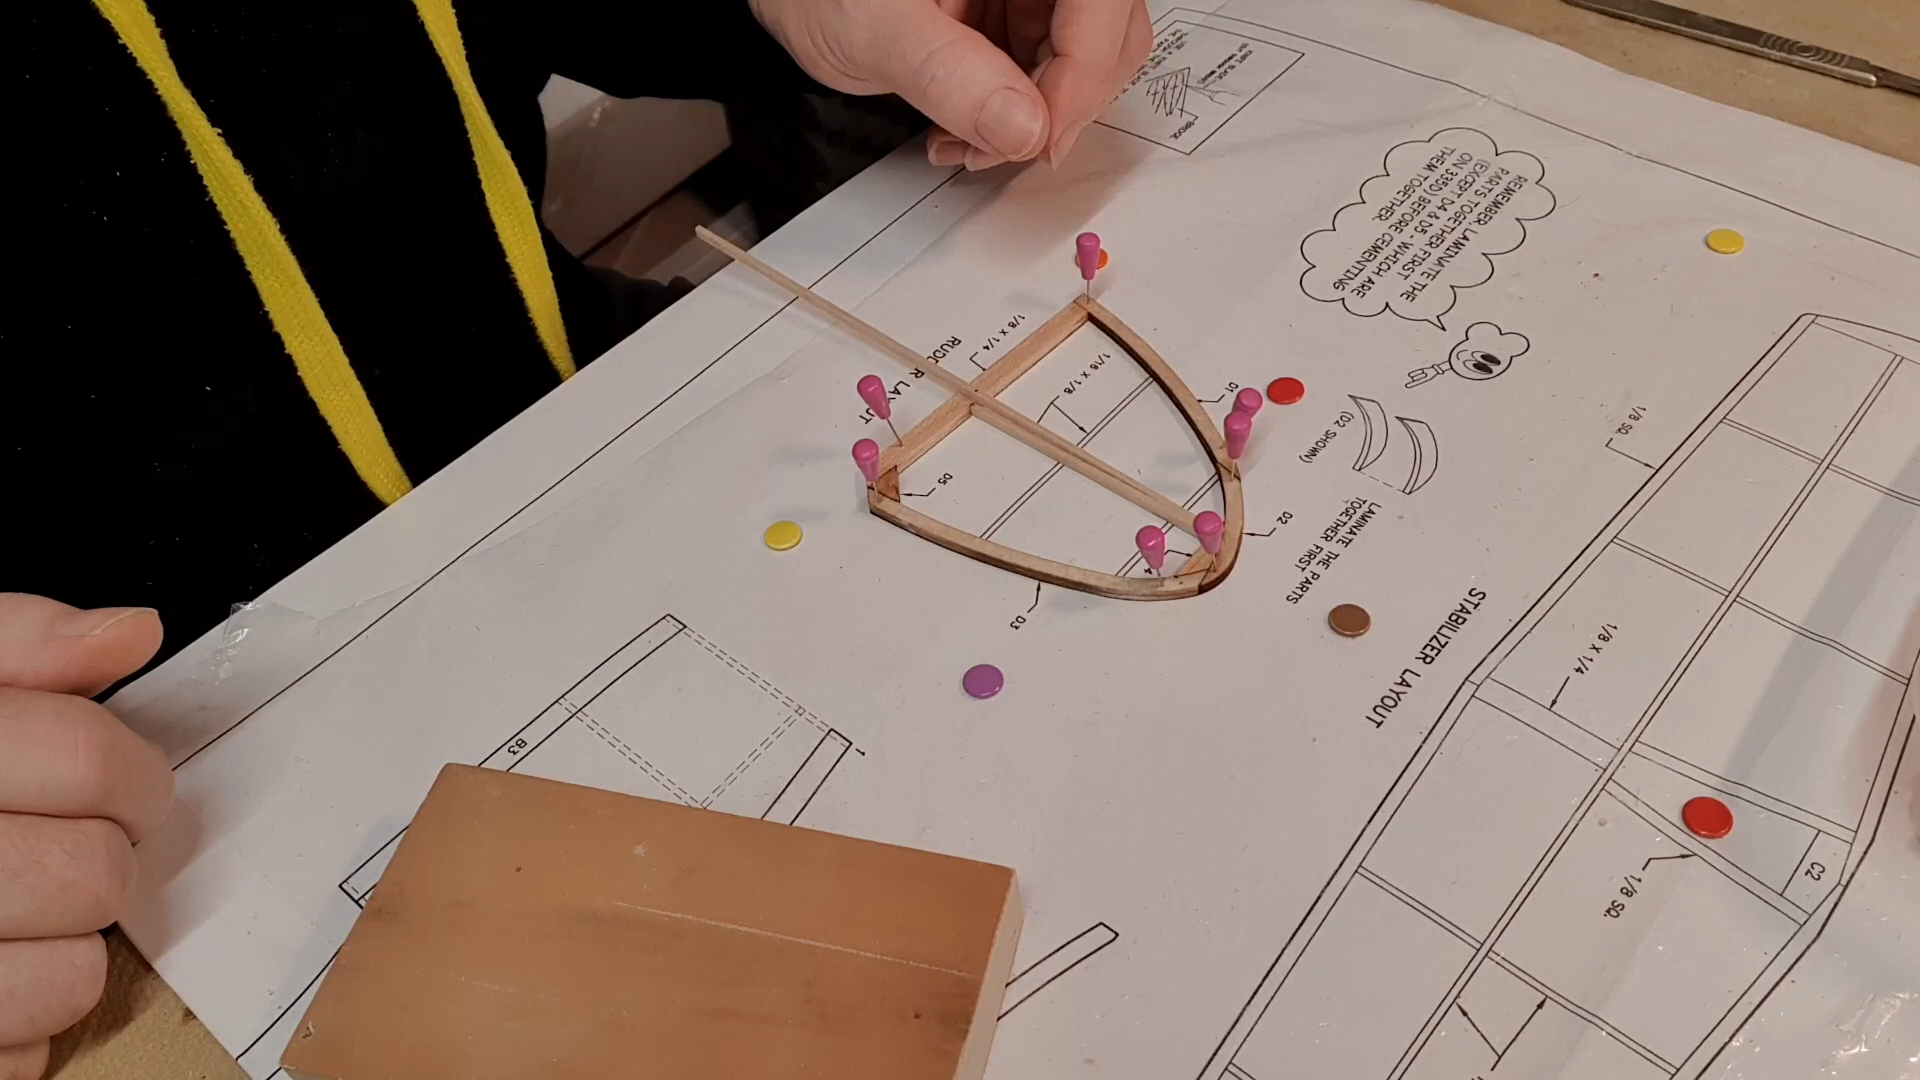 REMEMBER, LAMINATE THE
PARTS TOGETHER FIRST
(EXCEPT D4 & D5 - WHICH ARE
ON 335D) BEFORE CEMENTING
THEM TOGETHER.
1/8 X 1/4
1/16 X 1/8
D1
D2
D3
D5
(D2 SHOWN)
LAMINATE THE PARTS
TOGETHER FIRST
STABILIZER LAYOUT
1/8 SQ.
1/8 X 1/4
1/8 SQ.
C2
B3